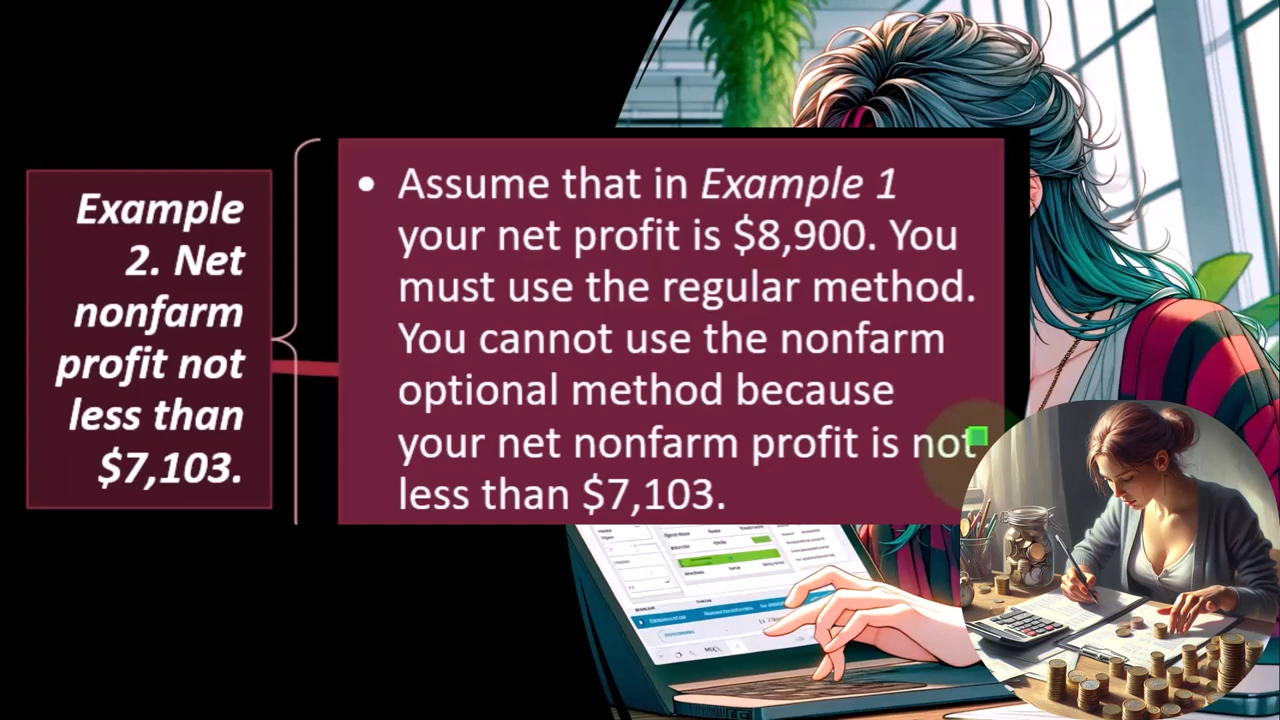 Example
2. Net
nonfarm
profit not
less than
$7,103.
• Assume that in Example 1
your net profit is $8,900. You
must use the regular method.
You cannot use the nonfarm
optional method because
your net nonfarm profit is not
less than $7,103.